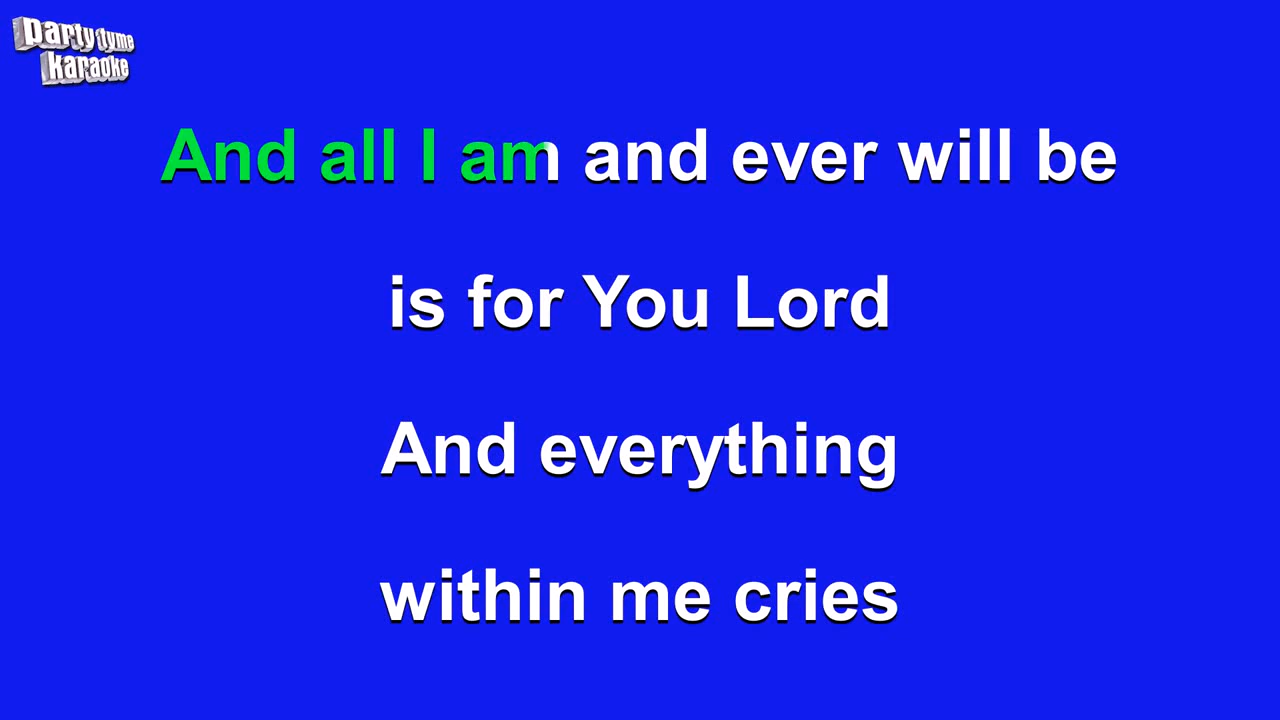 party tyme
karaoke
And all I am and ever will be
is for You Lord
And everything
within me cries